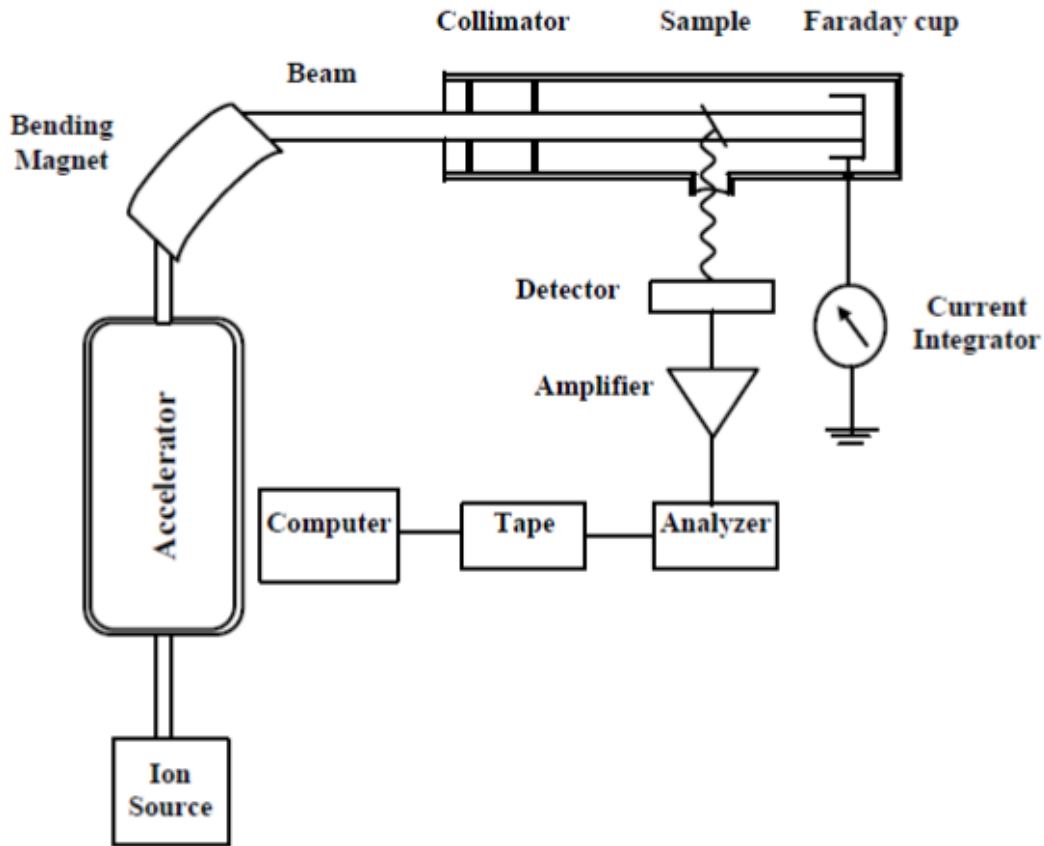 Collimator
Sample
Faraday cup
Beam
Bending
Magnet
Detector
Current
Integrator
Amplifier
Accelerator
Computer
Tape
Analyzer
Ion
Source